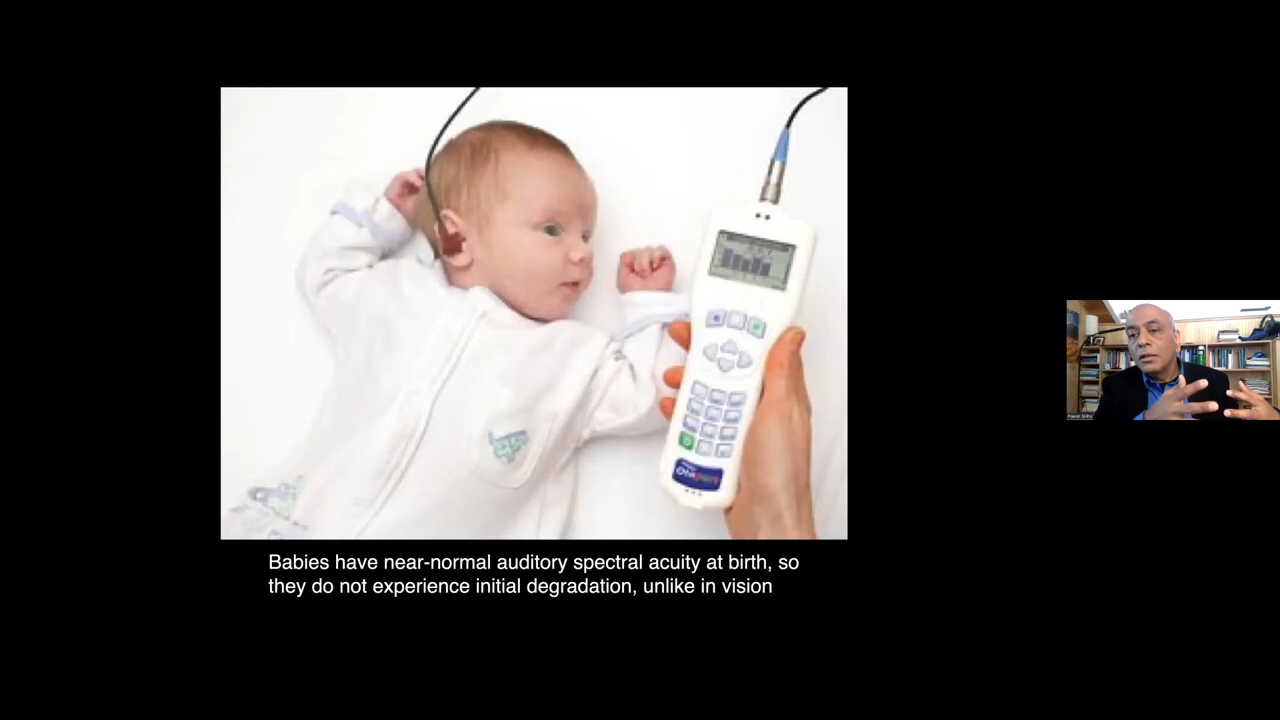 Babies have near-normal auditory spectral acuity at birth, so
they do not experience initial degradation, unlike in vision